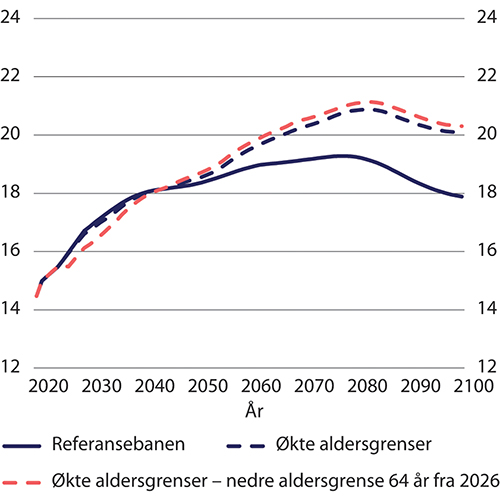 24 24
22 22
20 20
18 18
16 16
14 14
12 12
2020 2030 2040 2050 2060 2070 2080 2090 2100
År
Referansebanen Økte aldersgrenser
Økte aldersgrenser – nedre aldersgrense 64 år fra 2026